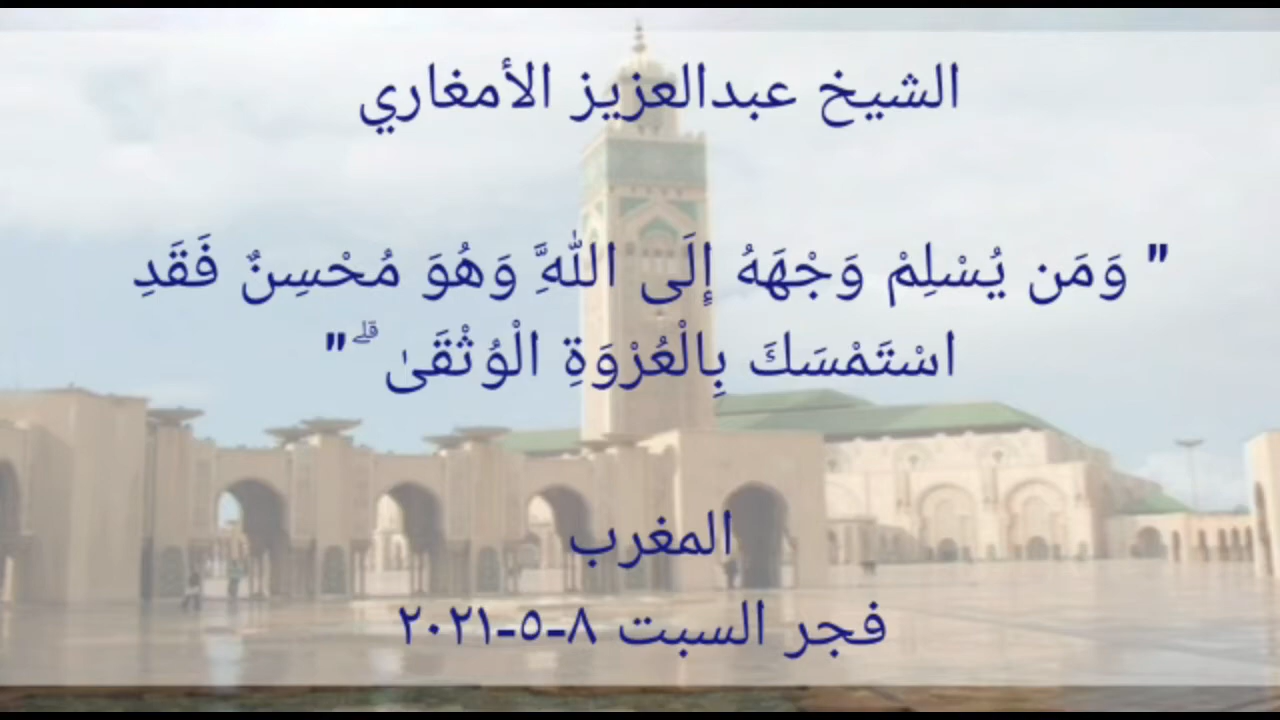 الشيخ عبدالعزيز الأمغاري
" وَمَن يُسْلِمْ وَجْهَهُ إِلَى اللَّهِ وَهُوَ مُحْسِنٌ فَقَدِ
اسْتَمْسَكَ بِالْعُرْوَةِ الْوُثْقَىٰ ۗ"
المغرب
فجر السبت ٨-٥-٢٠٢١